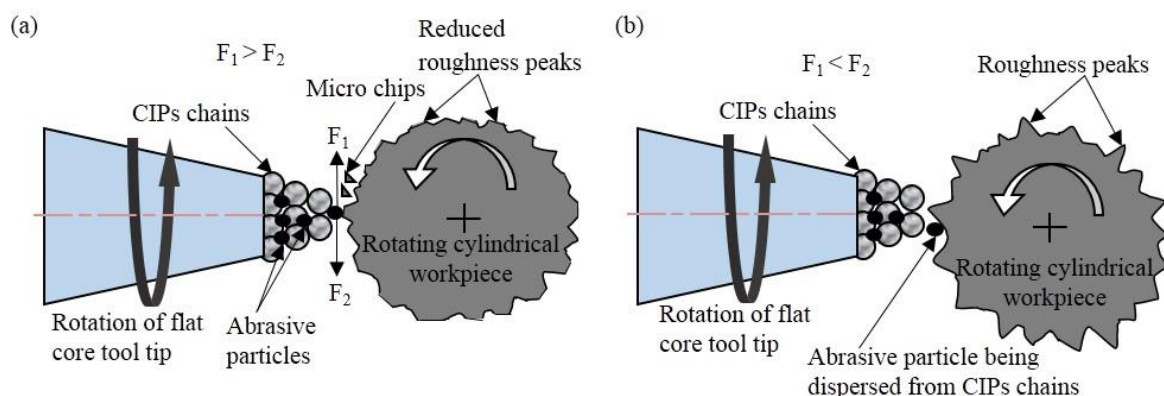 (a)
F₁ > F₂
Reduced
roughness peaks
Micro chips
CIPs chains
F₁
Rotating cylindrical
workpiece
F₂
Rotation of flat
core tool tip
Abrasive
particles
(b)
F₁ < F₂
Roughness peaks
CIPs chains
Rotating cylindrical
workpiece
Rotation of flat
core tool tip
Abrasive particle being
dispersed from CIPs chains